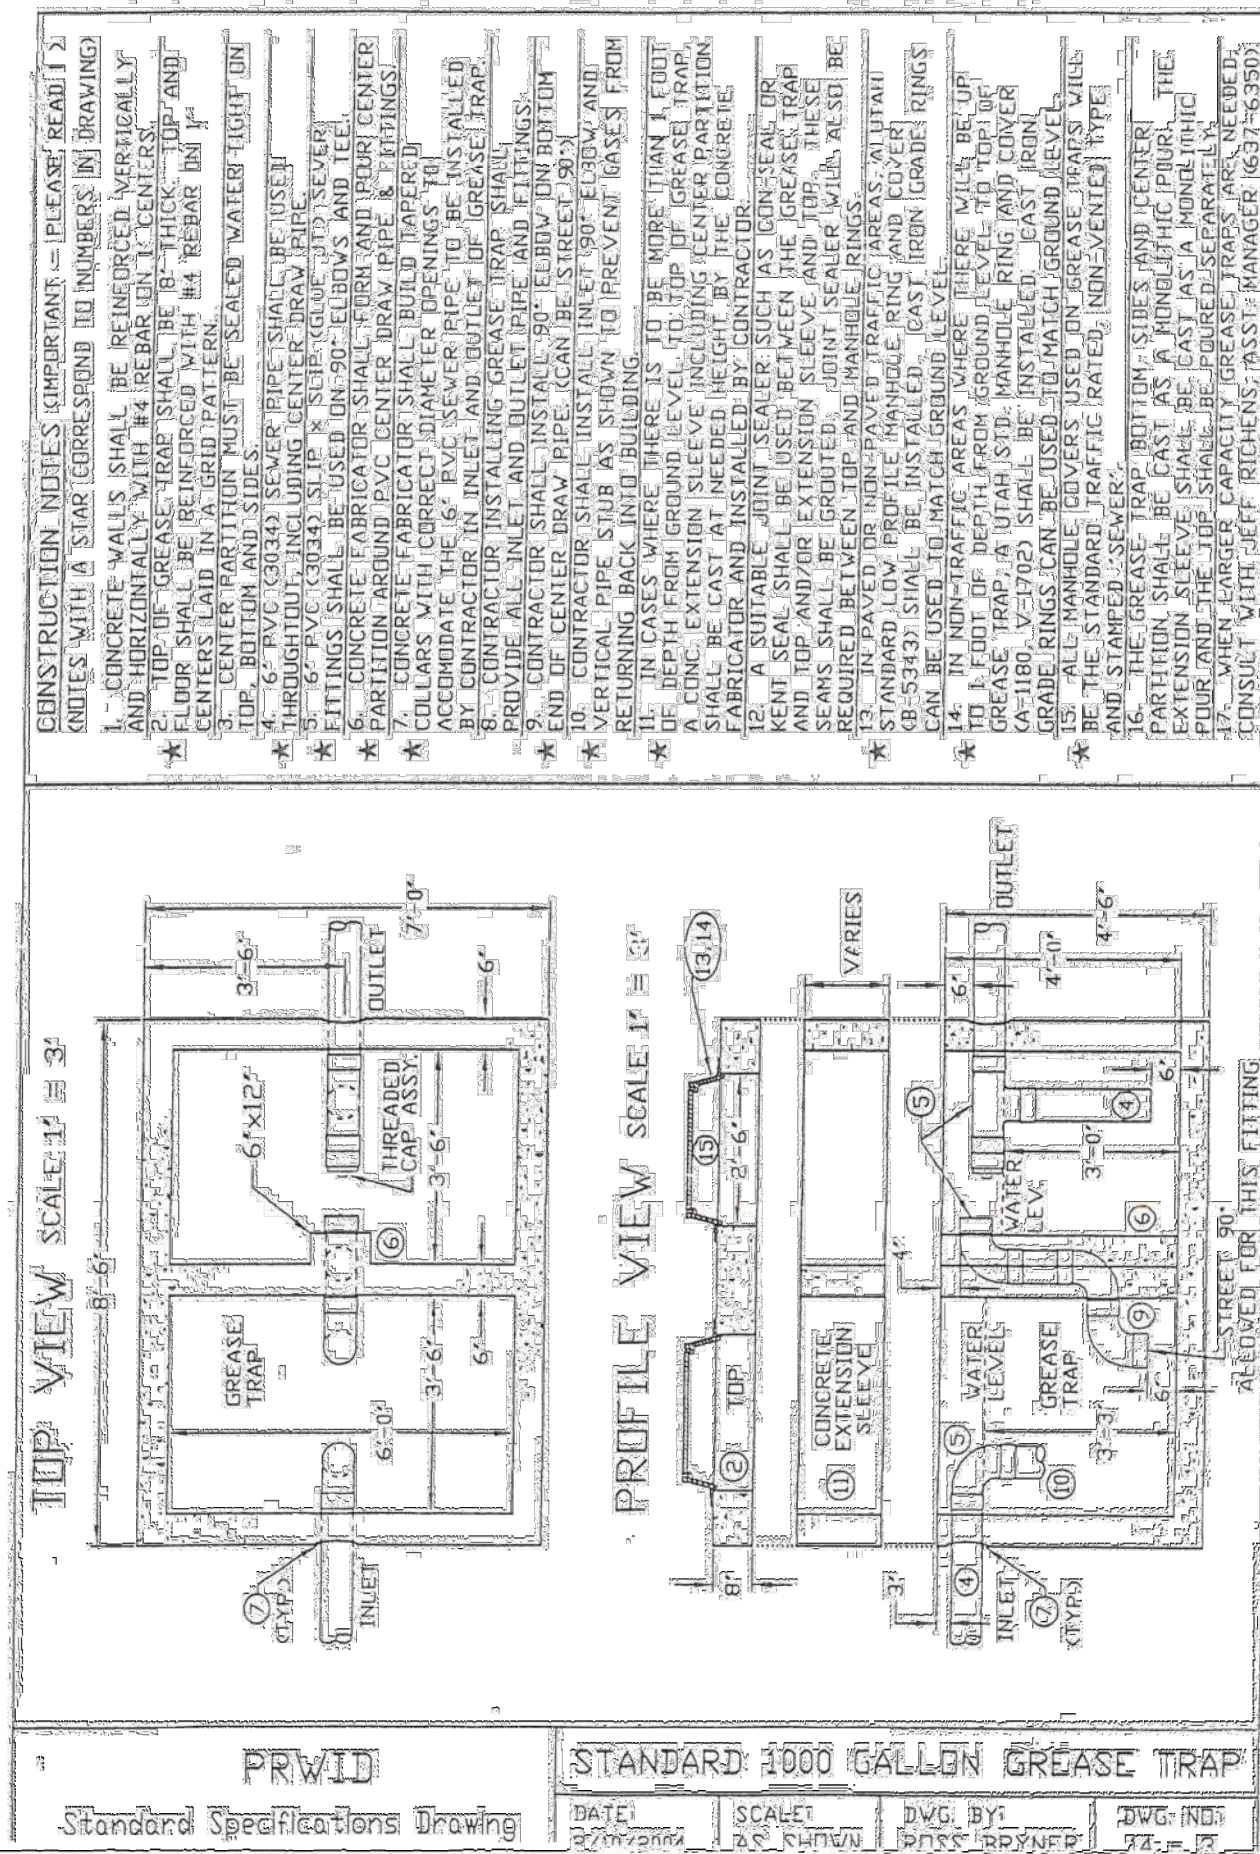 TOP VIEW SCALE 1" = 3'
8'-6"
6"X12"
GREASE
TRAP
6'-0"
3'-6"
6"
6
3'-6"
THREADED
CAP ASSY.
OUTLET
3'-6"
7'-0"
6"
7
(TYP.)
INLET
PROFILE VIEW SCALE 1" = 3'
13,14
15
2'-6"
2
TOP
8"
VARIES
11
CONCRETE
EXTENSION
SLEEVE
3"
4"
5
6"
4
INLET
7
(TYP.)
5
10
WATER
LEVEL
GREASE
TRAP
3'-3"
6"
9
6
WATER
LEV.
3'-0"
4
6"
OUTLET
4'-0"
4'-6"
STREET 90°
ALLOWED FOR THIS FITTING
CONSTRUCTION NOTES (IMPORTANT - PLEASE READ! )
(NOTES WITH A STAR CORRESPOND TO NUMBERS IN DRAWING)
1. CONCRETE WALLS SHALL BE REINFORCED VERTICALLY
AND HORIZONTALLY WITH #4 REBAR ON 1' CENTERS.
★ 2. TOP OF GREASE TRAP SHALL BE 8" THICK. TOP AND
FLOOR SHALL BE REINFORCED WITH #4 REBAR ON 1"
CENTERS LAID IN A GRID PATTERN.
3. CENTER PARTITION MUST BE SEALED WATER TIGHT ON
TOP, BOTTOM AND SIDES.
★ 4. 6" PVC (3034) SEWER PIPE SHALL BE USED
THROUGHTOUT, INCLUDING CENTER DRAW PIPE.
★ 5. 6" PVC (3034) SLIP x SLIP (GLUE JT.) SEWER
FITTINGS SHALL BE USED ON 90° ELBOWS AND TEE.
★ 6. CONCRETE FABRICATOR SHALL FORM AND POUR CENTER
PARTITION AROUND PVC CENTER DRAW PIPE & FITTINGS.
★ 7. CONCRETE FABRICATOR SHALL BUILD TAPERED
COLLARS WITH CORRECT DIAMETER OPENINGS TO
ACCOMODATE THE 6" PVC SEWER PIPE TO BE INSTALLED
BY CONTRACTOR IN INLET AND OUTLET OF GREASE TRAP.
8. CONTRACTOR INSTALLING GREASE TRAP SHALL
PROVIDE ALL INLET AND OUTLET PIPE AND FITTINGS.
★ 9. CONTRACTOR SHALL INSTALL 90° ELBOW ON BOTTOM
END OF CENTER DRAW PIPE. (CAN BE STREET 90°)
★ 10. CONTRACTOR SHALL INSTALL INLET 90° ELBOW AND
VERTICAL PIPE STUB AS SHOWN TO PREVENT GASES FROM
RETURNING BACK INTO BUILDING.
★ 11. IN CASES WHERE THERE IS TO BE MORE THAN 1 FOOT
OF DEPTH FROM GROUND LEVEL TO TOP OF GREASE TRAP,
A CONC. EXTENSION SLEEVE INCLUDING CENTER PARTITION
SHALL BE CAST AT NEEDED HEIGHT BY THE CONCRETE
FABRICATOR AND INSTALLED BY CONTRACTOR.
12. A SUITABLE JOINT SEALER SUCH AS CON-SEAL OR
KENT SEAL SHALL BE USED BETWEEN THE GREASE TRAP
AND TOP AND/OR EXTENSION SLEEVE AND TOP. THESE
SEAMS SHALL BE GROUTED. JOINT SEALER WILL ALSO BE
REQUIRED BETWEEN TOP AND MANHOLE RINGS.
★ 13. IN PAVED OR NON-PAVED TRAFFIC AREAS, A UTAH
STANDARD LOW PROFILE MANHOLE RING AND COVER
(B-5343) SHALL BE INSTALLED. CAST IRON GRADE RINGS
CAN BE USED TO MATCH GROUND LEVEL.
★ 14. IN NON-TRAFFIC AREAS WHERE THERE WILL BE UP
TO 1 FOOT OF DEPTH FROM GROUND LEVEL TO TOP OF
GREASE TRAP, A UTAH STD. MANHOLE RING AND COVER
(A-1180, V-1702) SHALL BE INSTALLED. CAST IRON
GRADE RINGS CAN BE USED TO MATCH GROUND LEVEL.
★ 15. ALL MANHOLE COVERS USED ON GREASE TRAPS WILL
BE THE STANDARD TRAFFIC RATED, NON-VENTED TYPE
AND STAMPED "SEWER".
16. THE GREASE TRAP BOTTOM, SIDES AND CENTER
PARTITION SHALL BE CAST AS A MONOLITHIC POUR. THE
EXTENSION SLEEVE SHALL BE CAST AS A MONOLITHIC
POUR AND THE TOP SHALL BE POURED SEPARATELY
17. WHEN LARGER CAPACITY GREASE TRAPS ARE NEEDED,
CONSULT WITH JEFF RICHENS, ASST. MANAGER (637-6350)
PRWID
Standard Specifications Drawing
STANDARD 1000 GALLON GREASE TRAP
DATE:
SCALE:
AS SHOWN
DWG. BY:
ROSS BRYNER
DWG. NO.